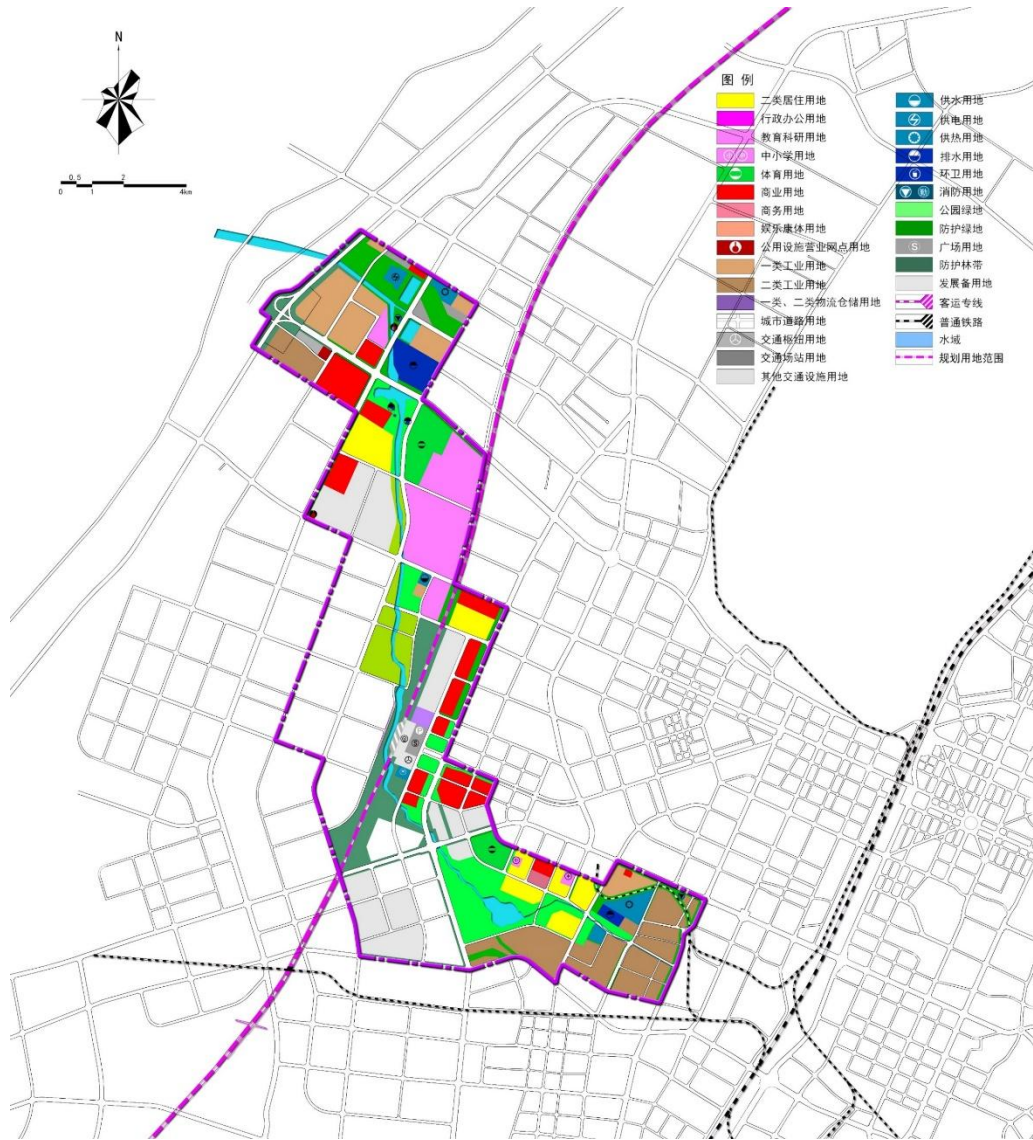 N
0 0.5 1 2 4km
图 例
二类居住用地
行政办公用地
教育科研用地
中小学用地
体育用地
商业用地
商务用地
娱乐康体用地
公用设施营业网点用地
一类工业用地
二类工业用地
一类、二类物流仓储用地
城市道路用地
交通枢纽用地
交通场站用地
其他交通设施用地
供水用地
供电用地
供热用地
排水用地
环卫用地
消防用地
公园绿地
防护绿地
S 广场用地
防护林带
发展备用地
客运专线
普通铁路
水域
规划用地范围